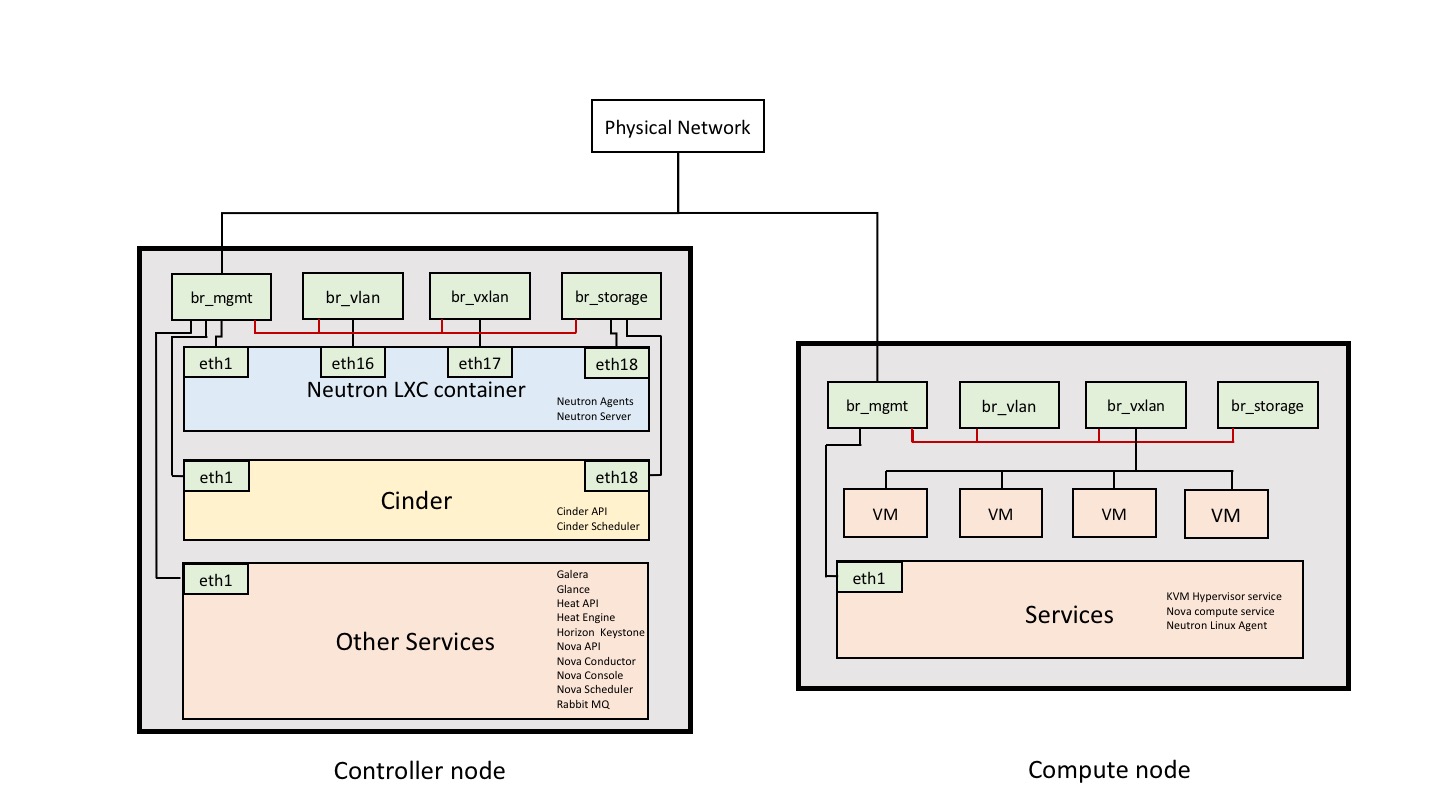 Physical Network
br_mgmt
br_vlan
br_vxlan
br_storage
eth1
eth16
eth17
eth18
Neutron LXC container
Neutron Agents
Neutron Server
eth1
eth18
Cinder
Cinder API
Cinder Scheduler
eth1
Other Services
Galera
Glance
Heat API
Heat Engine
Horizon Keystone
Nova API
Nova Conductor
Nova Console
Nova Scheduler
Rabbit MQ
Controller node
br_mgmt
br_vlan
br_vxlan
br_storage
VM
VM
VM
VM
eth1
Services
KVM Hypervisor service
Nova compute service
Neutron Linux Agent
Compute node